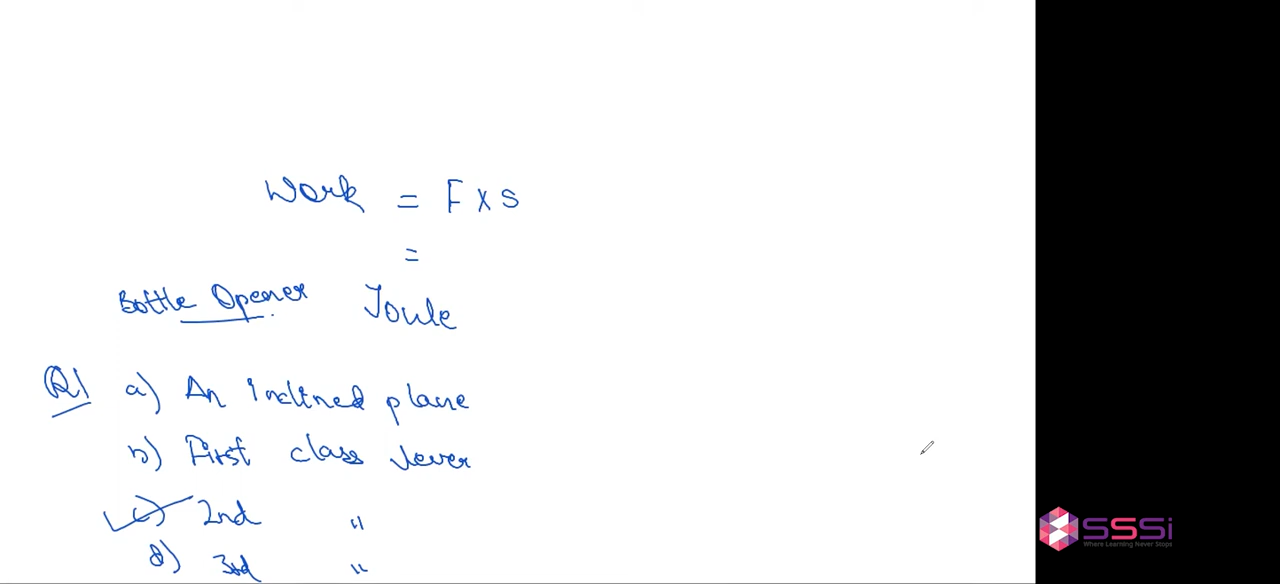 Work = F x s
=
Bottle Opener Joule
Q1 a) An Inclined plane
b) First class lever
c) 2nd "
d) 3rd "
SSSi
Where Learning Never Stops